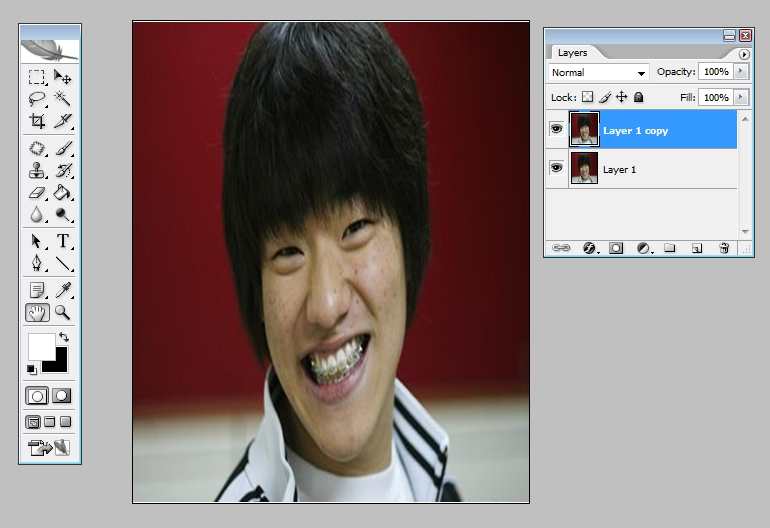 Layers
Normal Opacity: 100%
Lock: Fill: 100%
Layer 1 copy
Layer 1
T